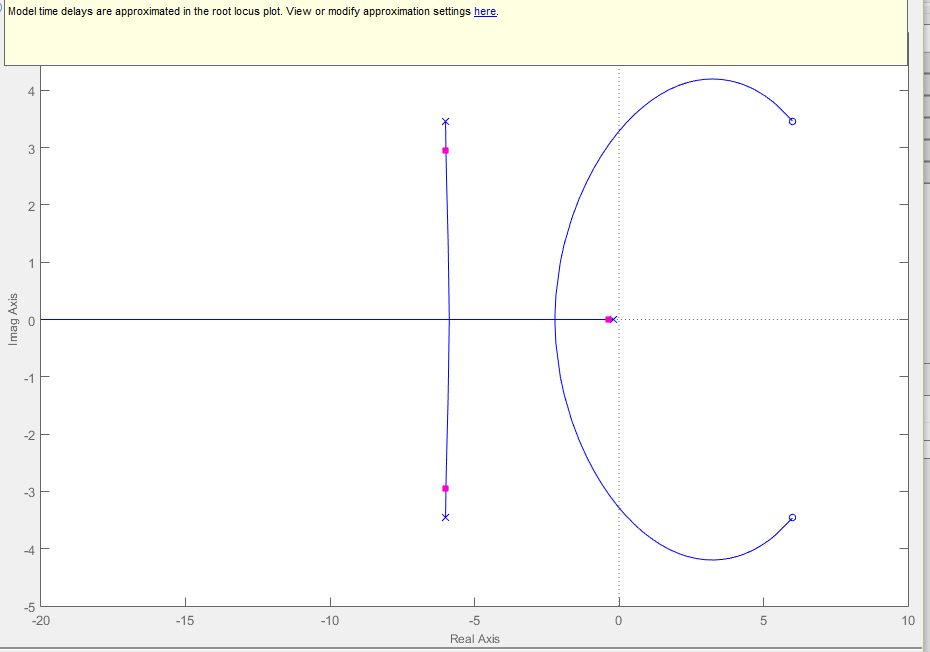 Model time delays are approximated in the root locus plot. View or modify approximation settings here.
4
3
2
1
0
-1
-2
-3
-4
-5
Imag Axis
-20 -15 -10 -5 0 5 10
Real Axis